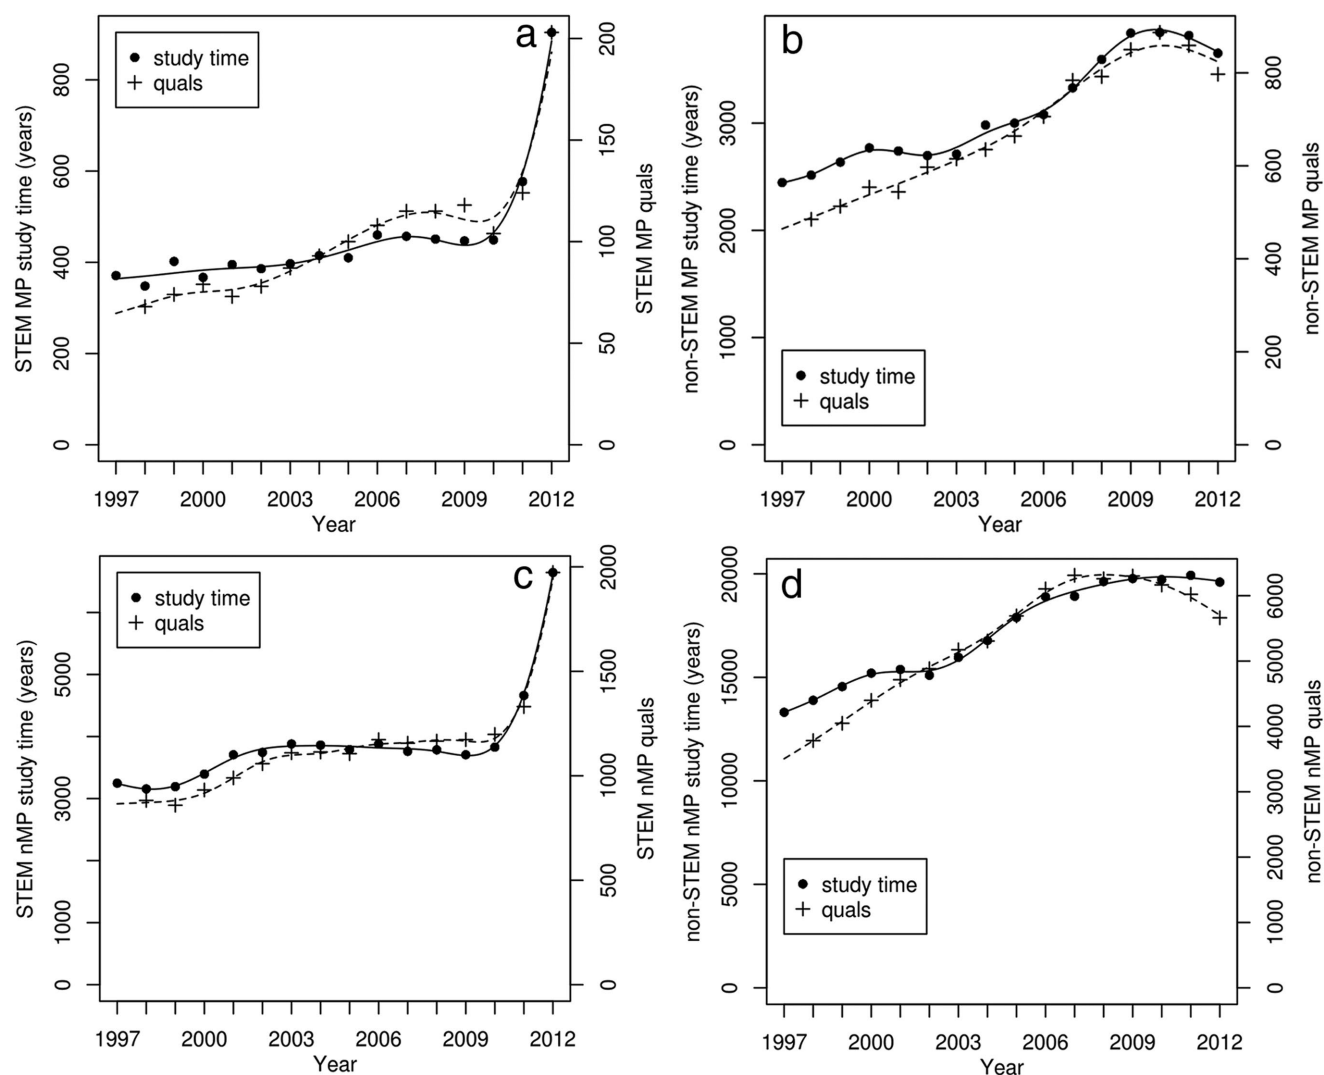 a
study time
quals
STEM MP study time (years)
0
200
400
600
800
STEM MP quals
0
50
100
150
200
1997
2000
2003
2006
2009
2012
Year
b
study time
quals
non-STEM MP study time (years)
0
1000
2000
3000
non-STEM MP quals
0
200
400
600
800
1997
2000
2003
2006
2009
2012
Year
c
study time
quals
STEM nMP study time (years)
0
1000
3000
5000
STEM nMP quals
0
500
1000
1500
2000
1997
2000
2003
2006
2009
2012
Year
d
study time
quals
non-STEM nMP study time (years)
0
5000
10000
15000
20000
non-STEM nMP quals
0
1000
2000
3000
4000
5000
6000
1997
2000
2003
2006
2009
2012
Year